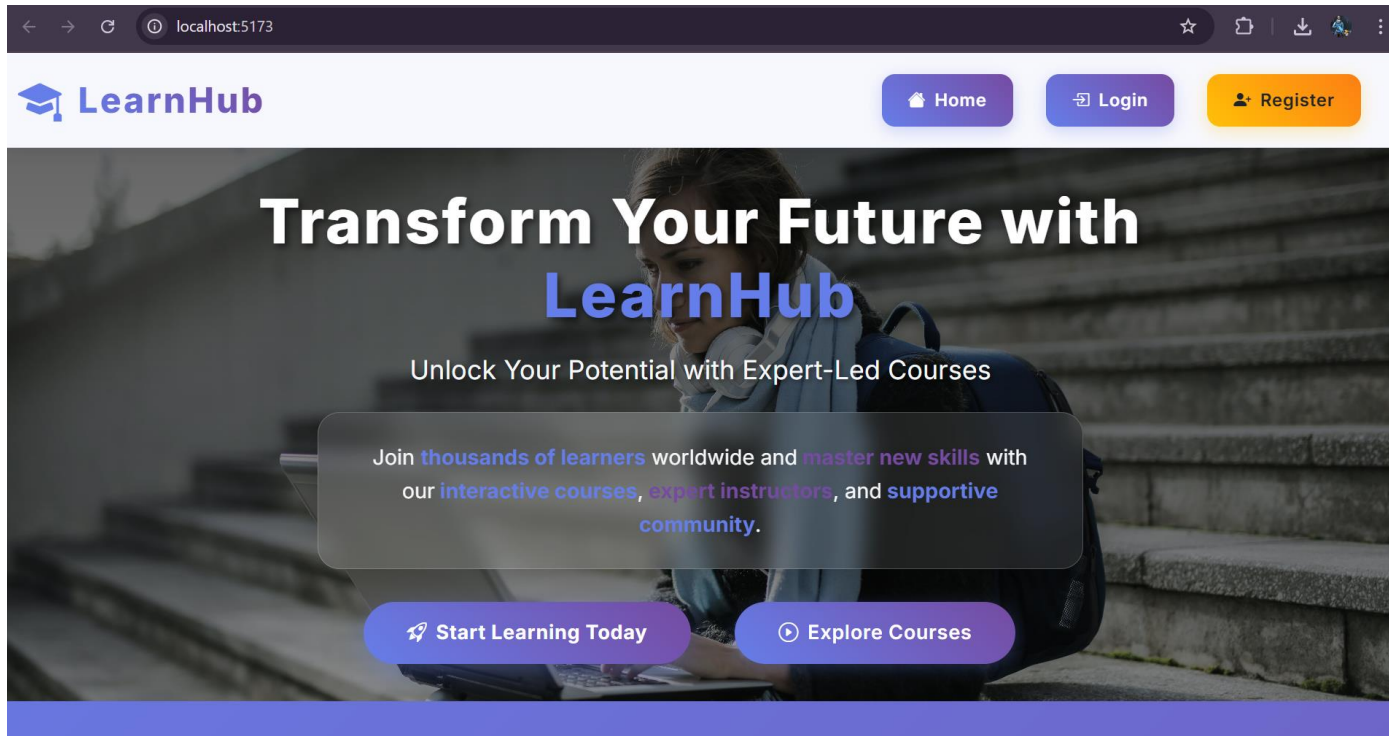 localhost:5173
LearnHub
Home
Login
Register
Transform Your Future with
LearnHub
Unlock Your Potential with Expert-Led Courses
Join thousands of learners worldwide and master new skills with
our interactive courses, expert instructors, and supportive
community.
Start Learning Today
Explore Courses